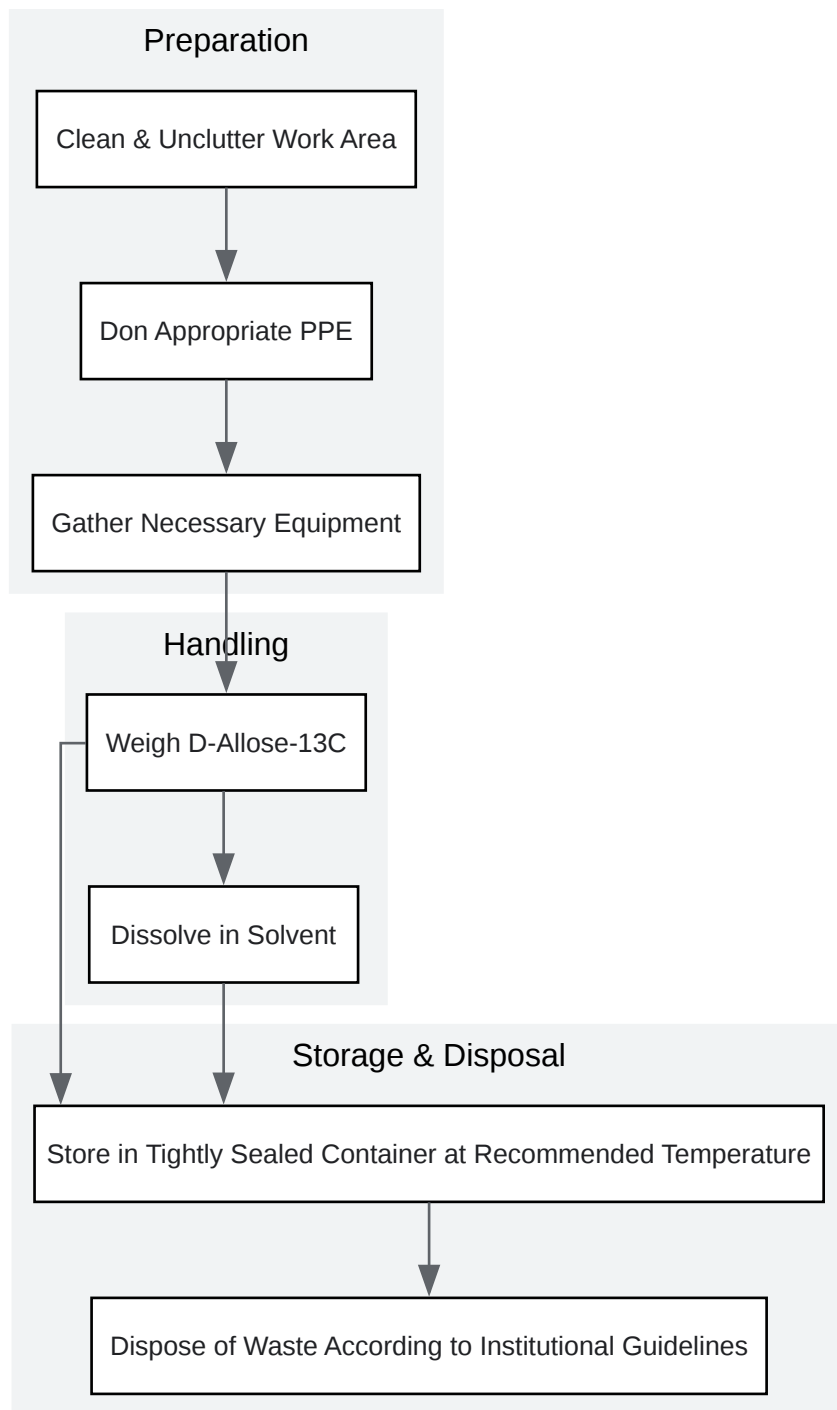 Preparation
Clean & Unclutter Work Area
Don Appropriate PPE
Gather Necessary Equipment
Handling
Weigh D-Allose-13C
Dissolve in Solvent
Storage & Disposal
Store in Tightly Sealed Container at Recommended Temperature
Dispose of Waste According to Institutional Guidelines